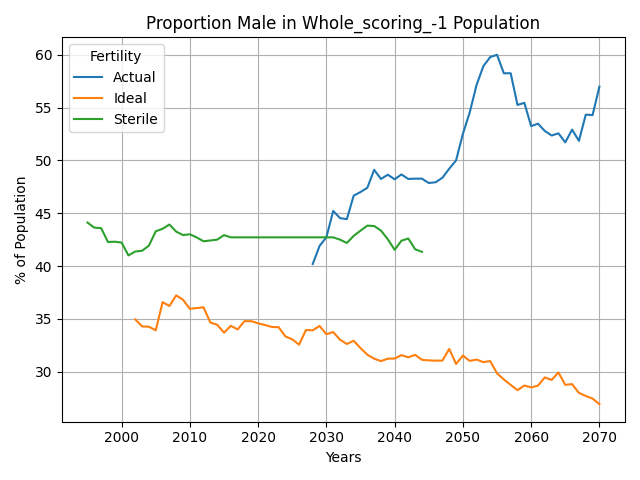 Proportion Male in Whole_scoring_-1 Population
Fertility
Actual
Ideal
Sterile
% of Population
60
55
50
45
40
35
30
2000 2010 2020 2030 2040 2050 2060 2070
Years